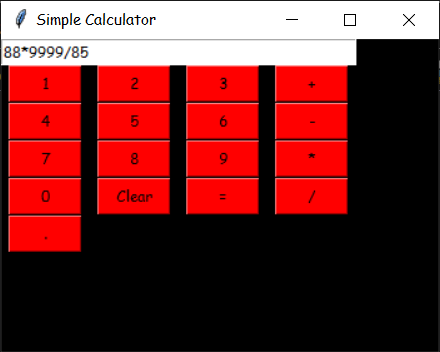 Simple Calculator
88*9999/85
1 2 3 +
4 5 6 -
7 8 9 *
0 Clear = /
.